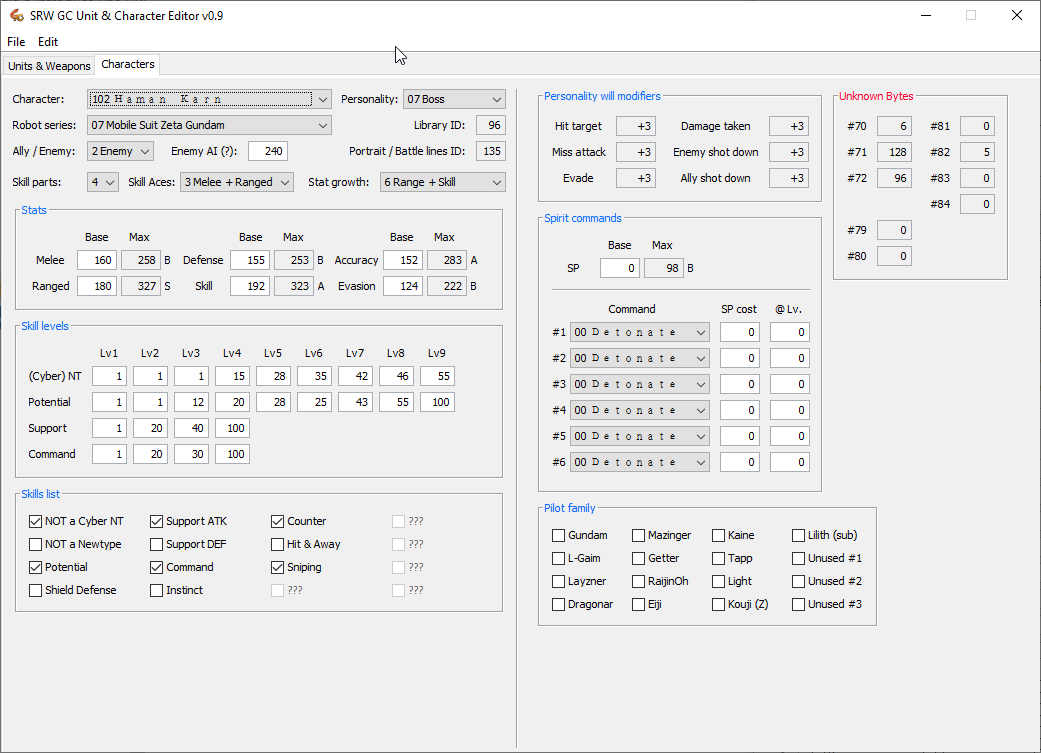 SRW GC Unit & Character Editor v0.9
File Edit
Units & Weapons Characters
Character: 102 Haman Karn Personality: 07 Boss
Robot series: 07 Mobile Suit Zeta Gundam Library ID: 96
Ally / Enemy: 2 Enemy Enemy AI (?): 240 Portrait / Battle lines ID: 135
Skill parts: 4 Skill Aces: 3 Melee + Ranged Stat growth: 6 Range + Skill
Stats
Base Max Base Max Base Max
Melee 160 258 B Defense 155 253 B Accuracy 152 283 A
Ranged 180 327 S Skill 192 323 A Evasion 124 222 B
Skill levels
Lv1 Lv2 Lv3 Lv4 Lv5 Lv6 Lv7 Lv8 Lv9
(Cyber) NT 1 1 1 15 28 35 42 46 55
Potential 1 1 12 20 28 25 43 55 100
Support 1 20 40 100
Command 1 20 30 100
Skills list
NOT a Cyber NT Support ATK Counter ???
NOT a Newtype Support DEF Hit & Away ???
Potential Command Sniping ???
Shield Defense Instinct ??? ???
Personality will modifiers
Hit target +3 Damage taken +3
Miss attack +3 Enemy shot down +3
Evade +3 Ally shot down +3
Spirit commands
Base Max
SP 0 98 B
Command SP cost @ Lv.
#1 00 Detonate 0 0
#2 00 Detonate 0 0
#3 00 Detonate 0 0
#4 00 Detonate 0 0
#5 00 Detonate 0 0
#6 00 Detonate 0 0
Pilot family
Gundam Mazinger Kaine Lilith (sub)
L-Gaim Getter Tapp Unused #1
Layzner RaijinOh Light Unused #2
Dragonar Eiji Kouji (Z) Unused #3
Unknown Bytes
#70 6 #81 0
#71 128 #82 5
#72 96 #83 0
#84 0
#79 0
#80 0